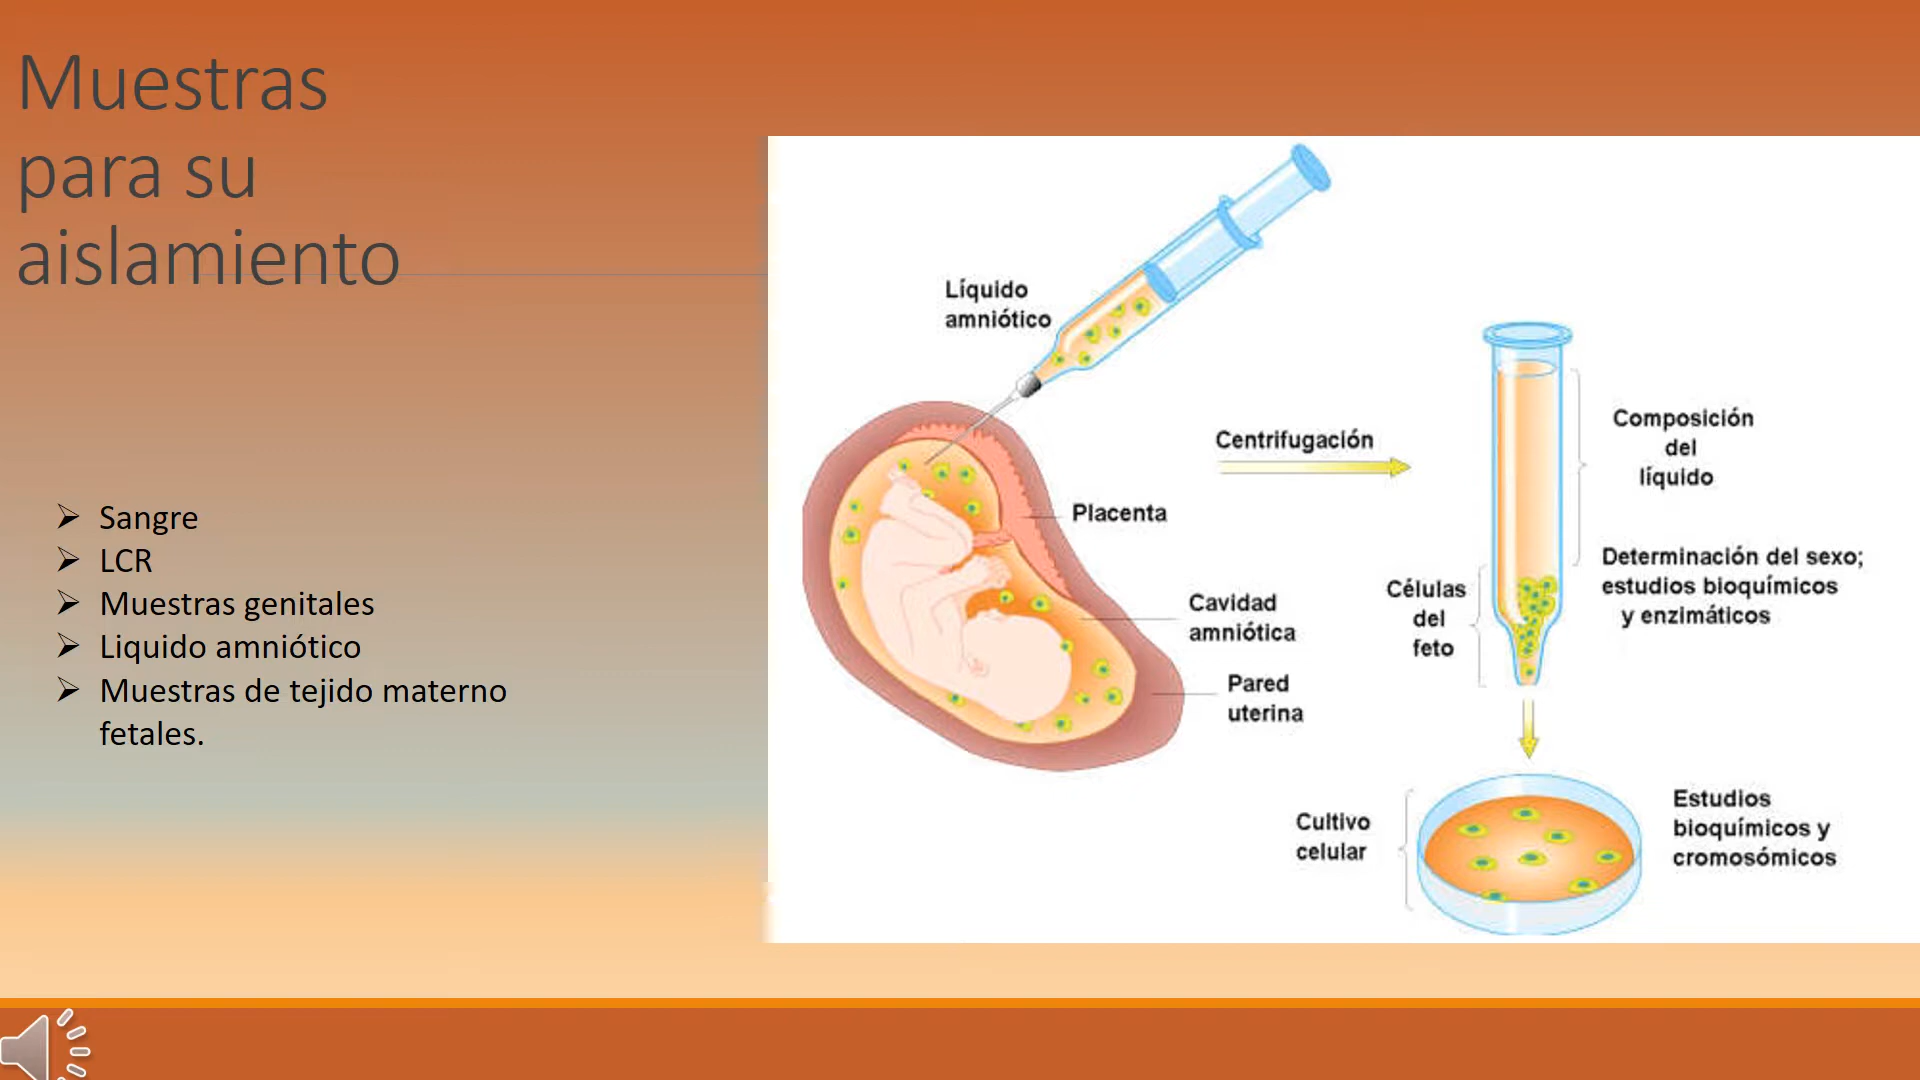 Muestras
para su
aislamiento
Sangre
LCR
Muestras genitales
Liquido amniótico
Muestras de tejido materno
fetales.
Líquido
amniótico
Centrifugación
Placenta
Cavidad
amniótica
Pared
uterina
Composición
del
líquido
Células
del
feto
Determinación del sexo;
estudios bioquímicos
y enzimáticos
Cultivo
celular
Estudios
bioquímicos y
cromosómicos